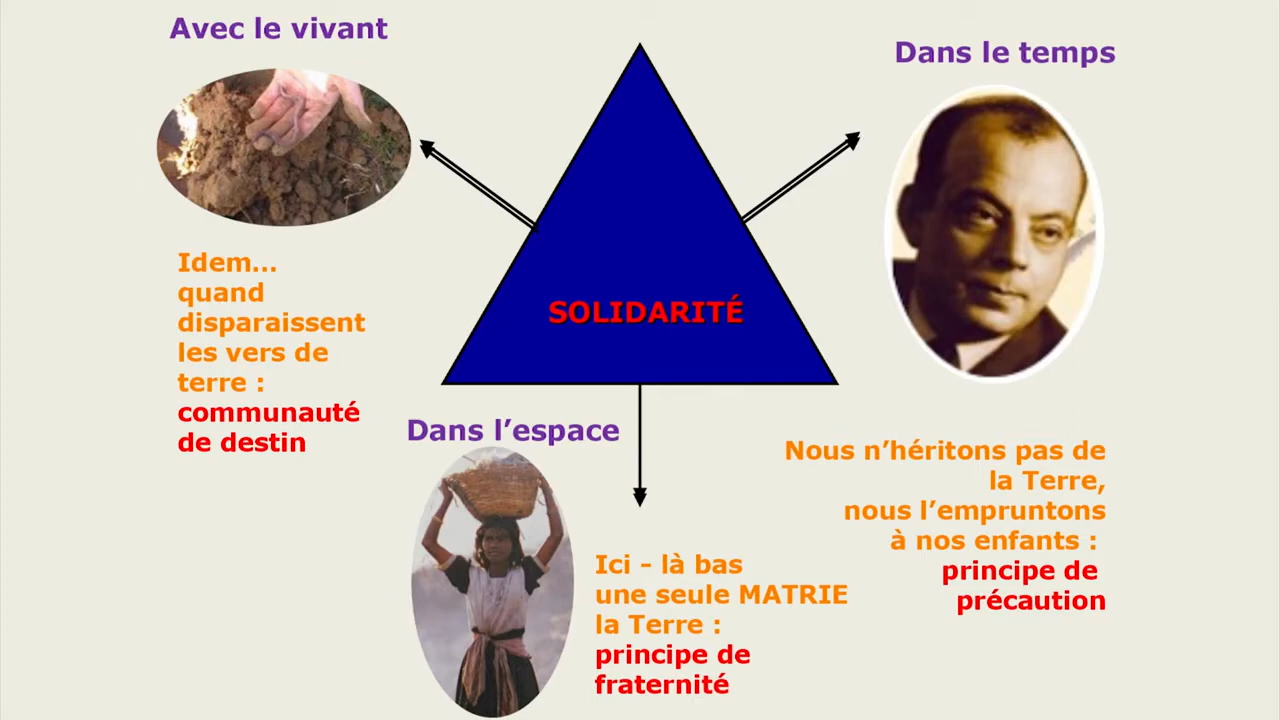 Avec le vivant
Idem...
quand
disparaissent
les vers de
terre :
communauté
de destin
SOLIDARITÉ
Dans l’espace
Ici - là bas
une seule MATRIE
la Terre :
principe de
fraternité
Dans le temps
Nous n’héritons pas de
la Terre,
nous l’empruntons
à nos enfants :
principe de
précaution